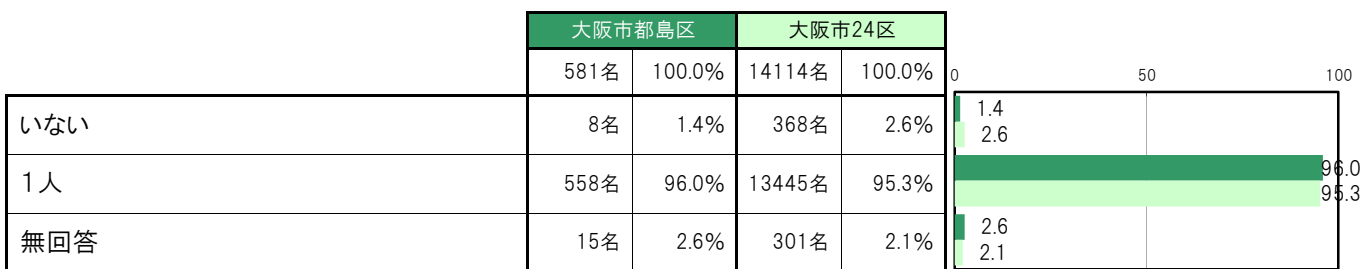 大阪市都島区 大阪市24区
581名 100.0% 14114名 100.0% 0 50 100
いない 8名 1.4% 368名 2.6% 1.4
2.6
1人 558名 96.0% 13445名 95.3% 96.0
95.3
無回答 15名 2.6% 301名 2.1% 2.6
2.1